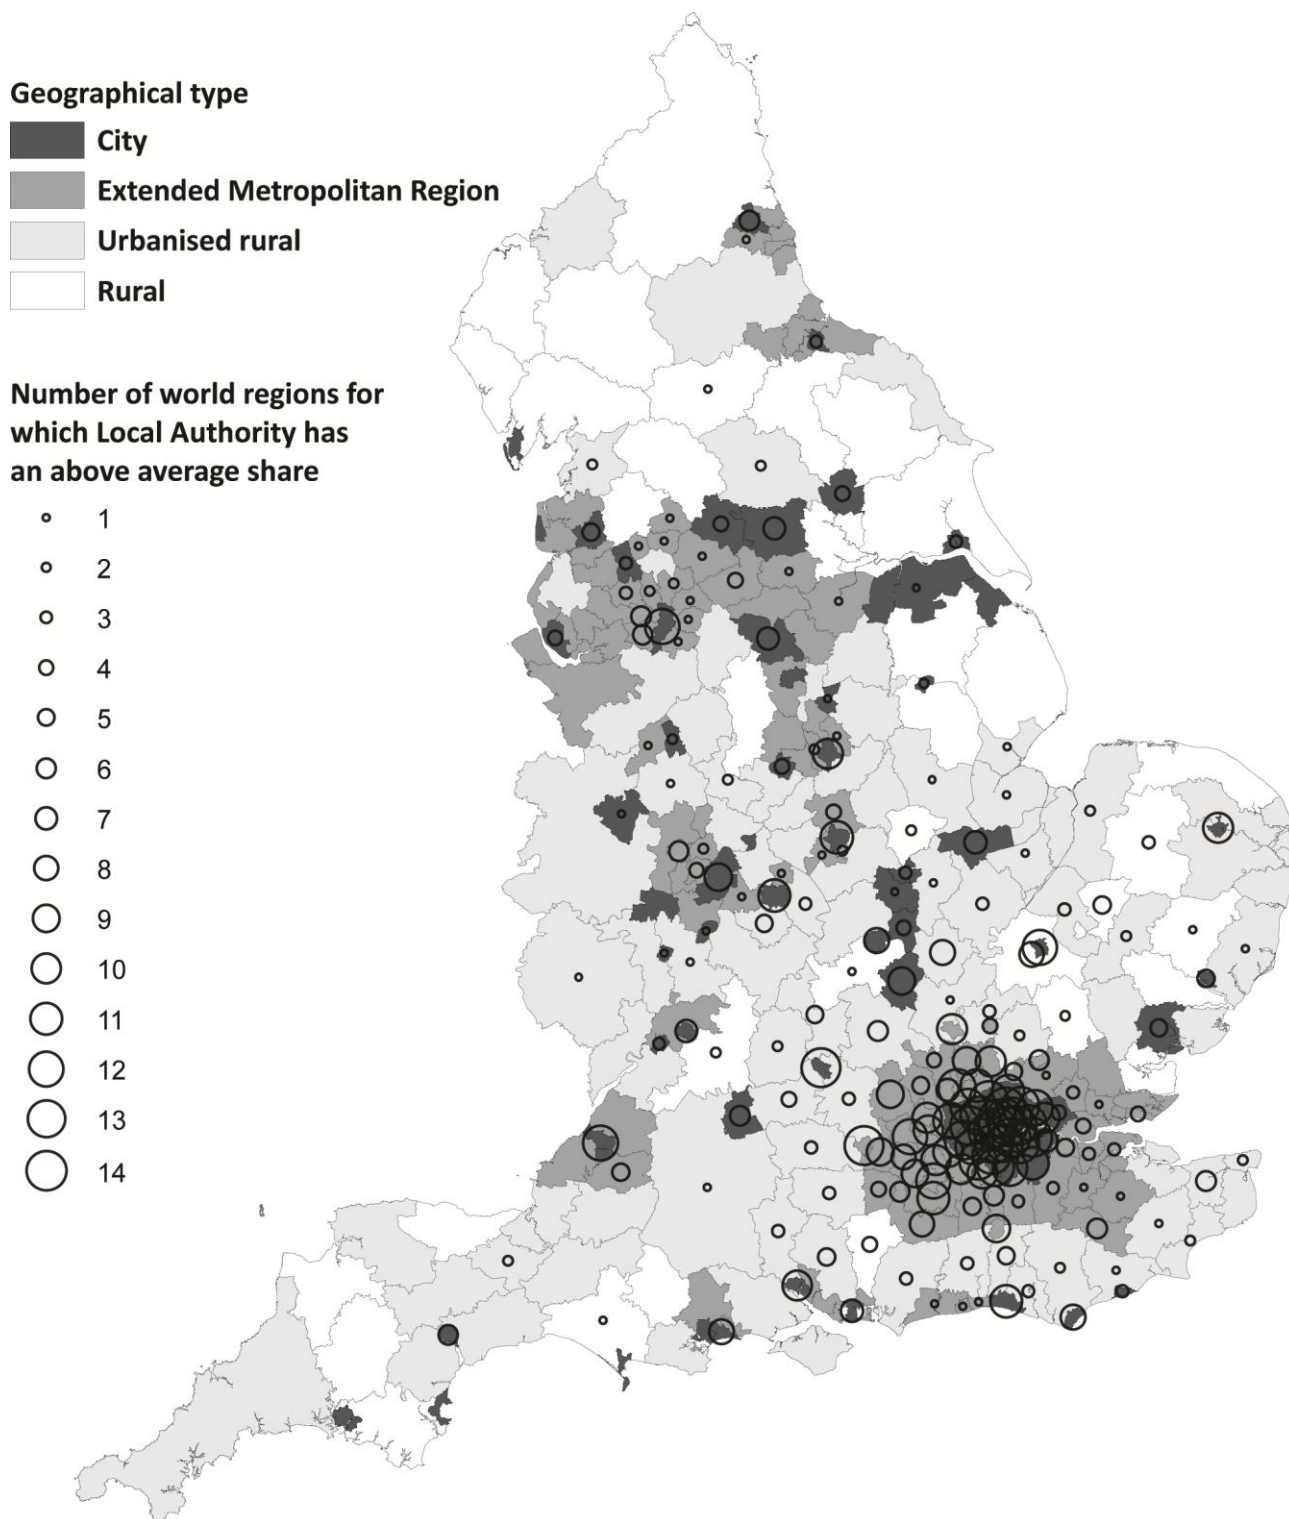 Geographical type
City
Extended Metropolitan Region
Urbanised rural
Rural
Number of world regions for
which Local Authority has
an above average share
1
2
3
4
5
6
7
8
9
10
11
12
13
14